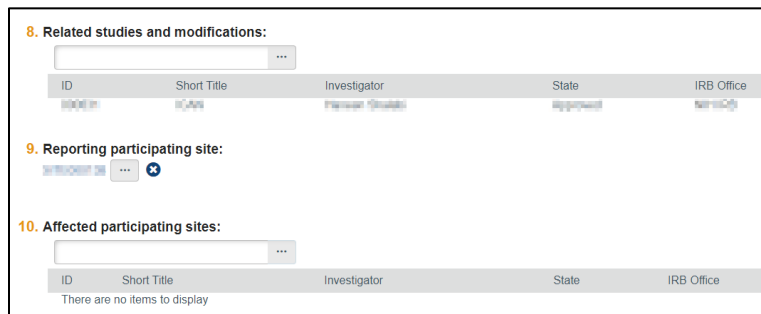 8. Related studies and modifications:
...
ID Short Title Investigator State IRB Office
9. Reporting participating site:
...
10. Affected participating sites:
...
ID Short Title Investigator State IRB Office
There are no items to display